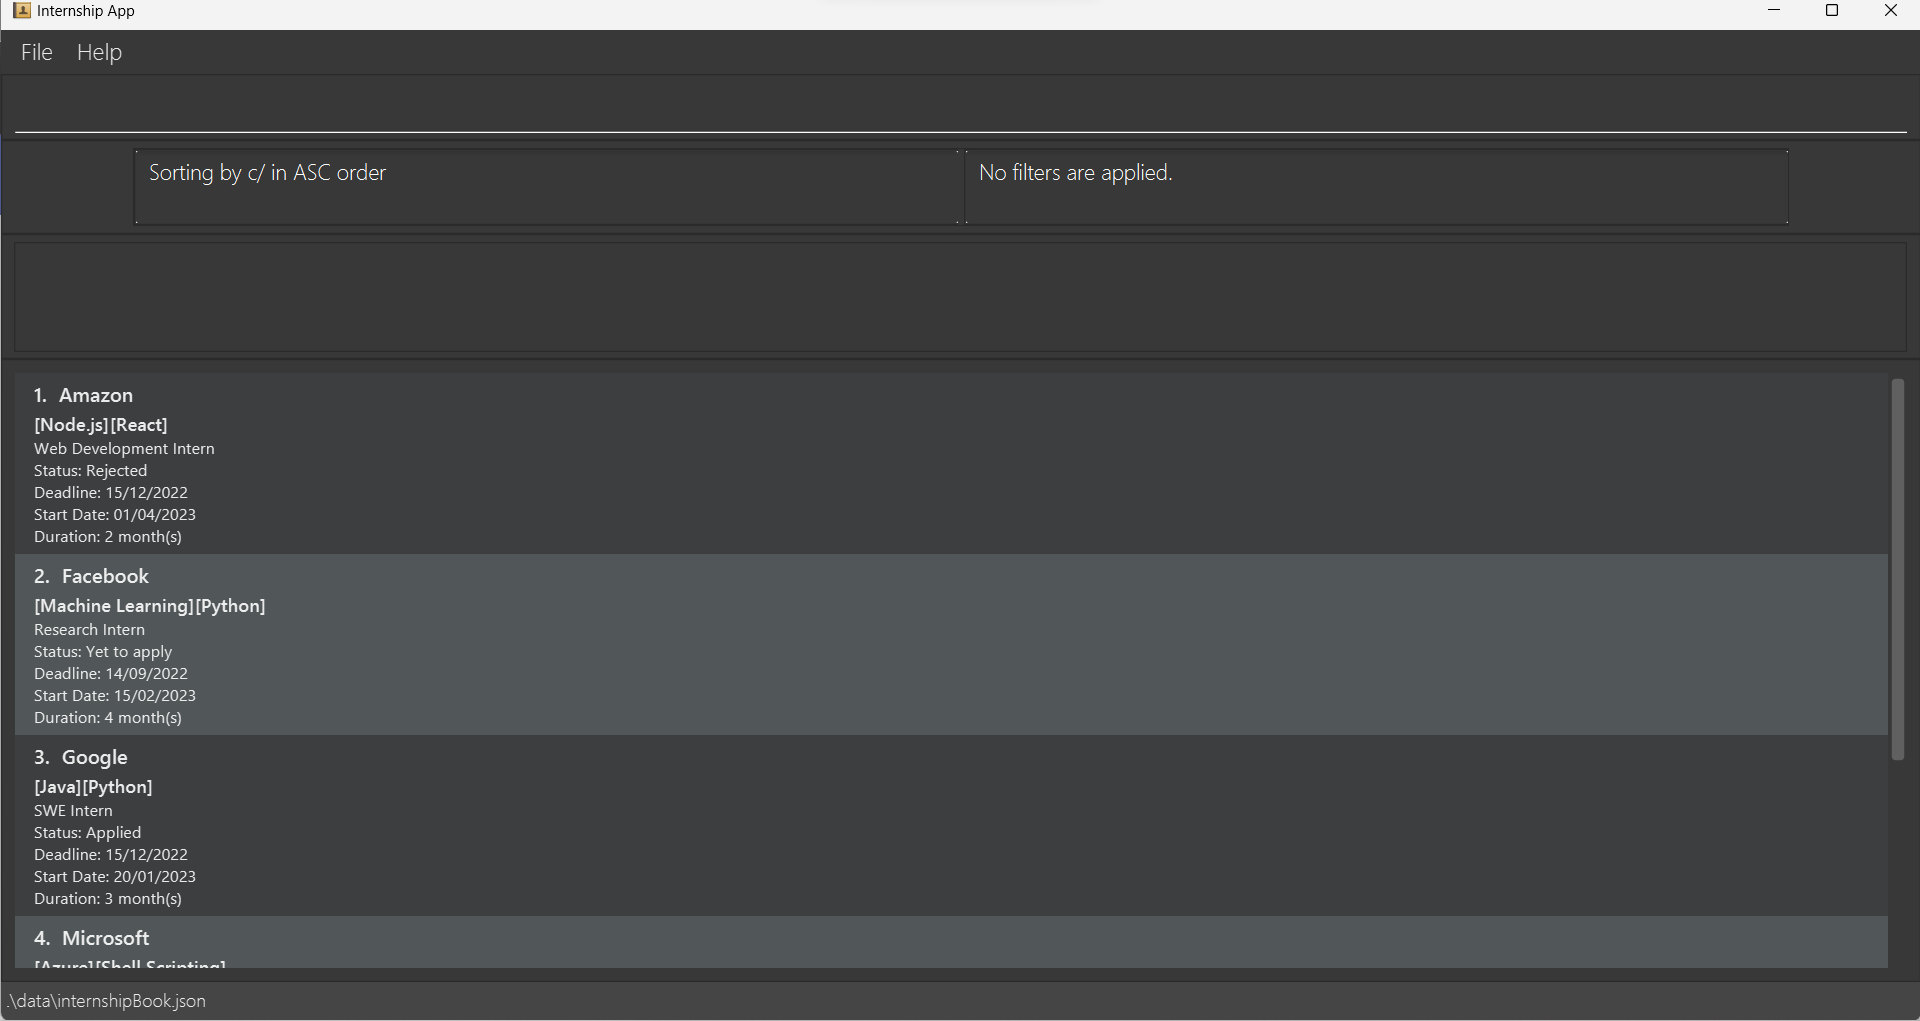 Internship App
File Help
Sorting by c/ in ASC order
No filters are applied.
1. Amazon
[Node.js][React]
Web Development Intern
Status: Rejected
Deadline: 15/12/2022
Start Date: 01/04/2023
Duration: 2 month(s)
2. Facebook
[Machine Learning][Python]
Research Intern
Status: Yet to apply
Deadline: 14/09/2022
Start Date: 15/02/2023
Duration: 4 month(s)
3. Google
[Java][Python]
SWE Intern
Status: Applied
Deadline: 15/12/2022
Start Date: 20/01/2023
Duration: 3 month(s)
4. Microsoft
[Azure][Shell Scripting]
.\data\internshipBook.json